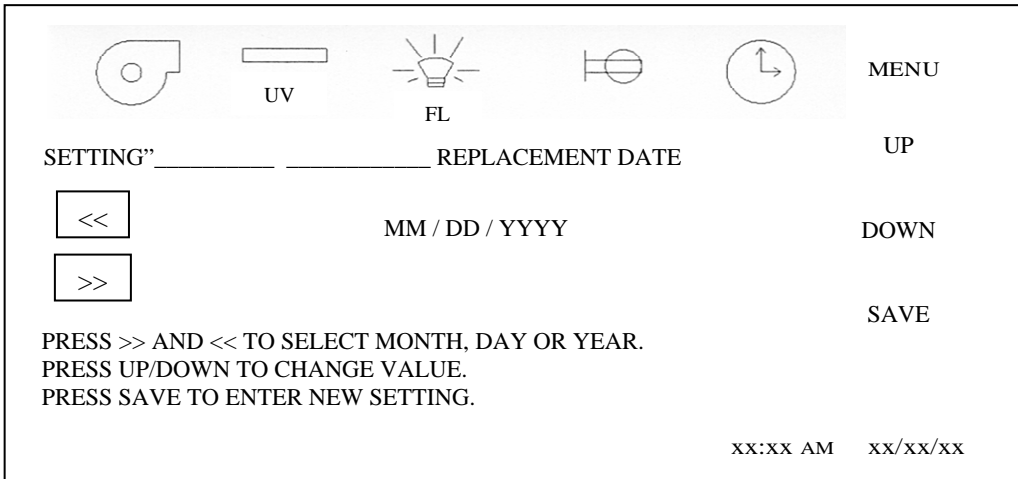 MENU
UV
FL
UP
SETTING”__________ ____________ REPLACEMENT DATE
<<
MM / DD / YYYY
DOWN
>>
SAVE
PRESS >> AND << TO SELECT MONTH, DAY OR YEAR.
PRESS UP/DOWN TO CHANGE VALUE.
PRESS SAVE TO ENTER NEW SETTING.
xx:xx AM xx/xx/xx